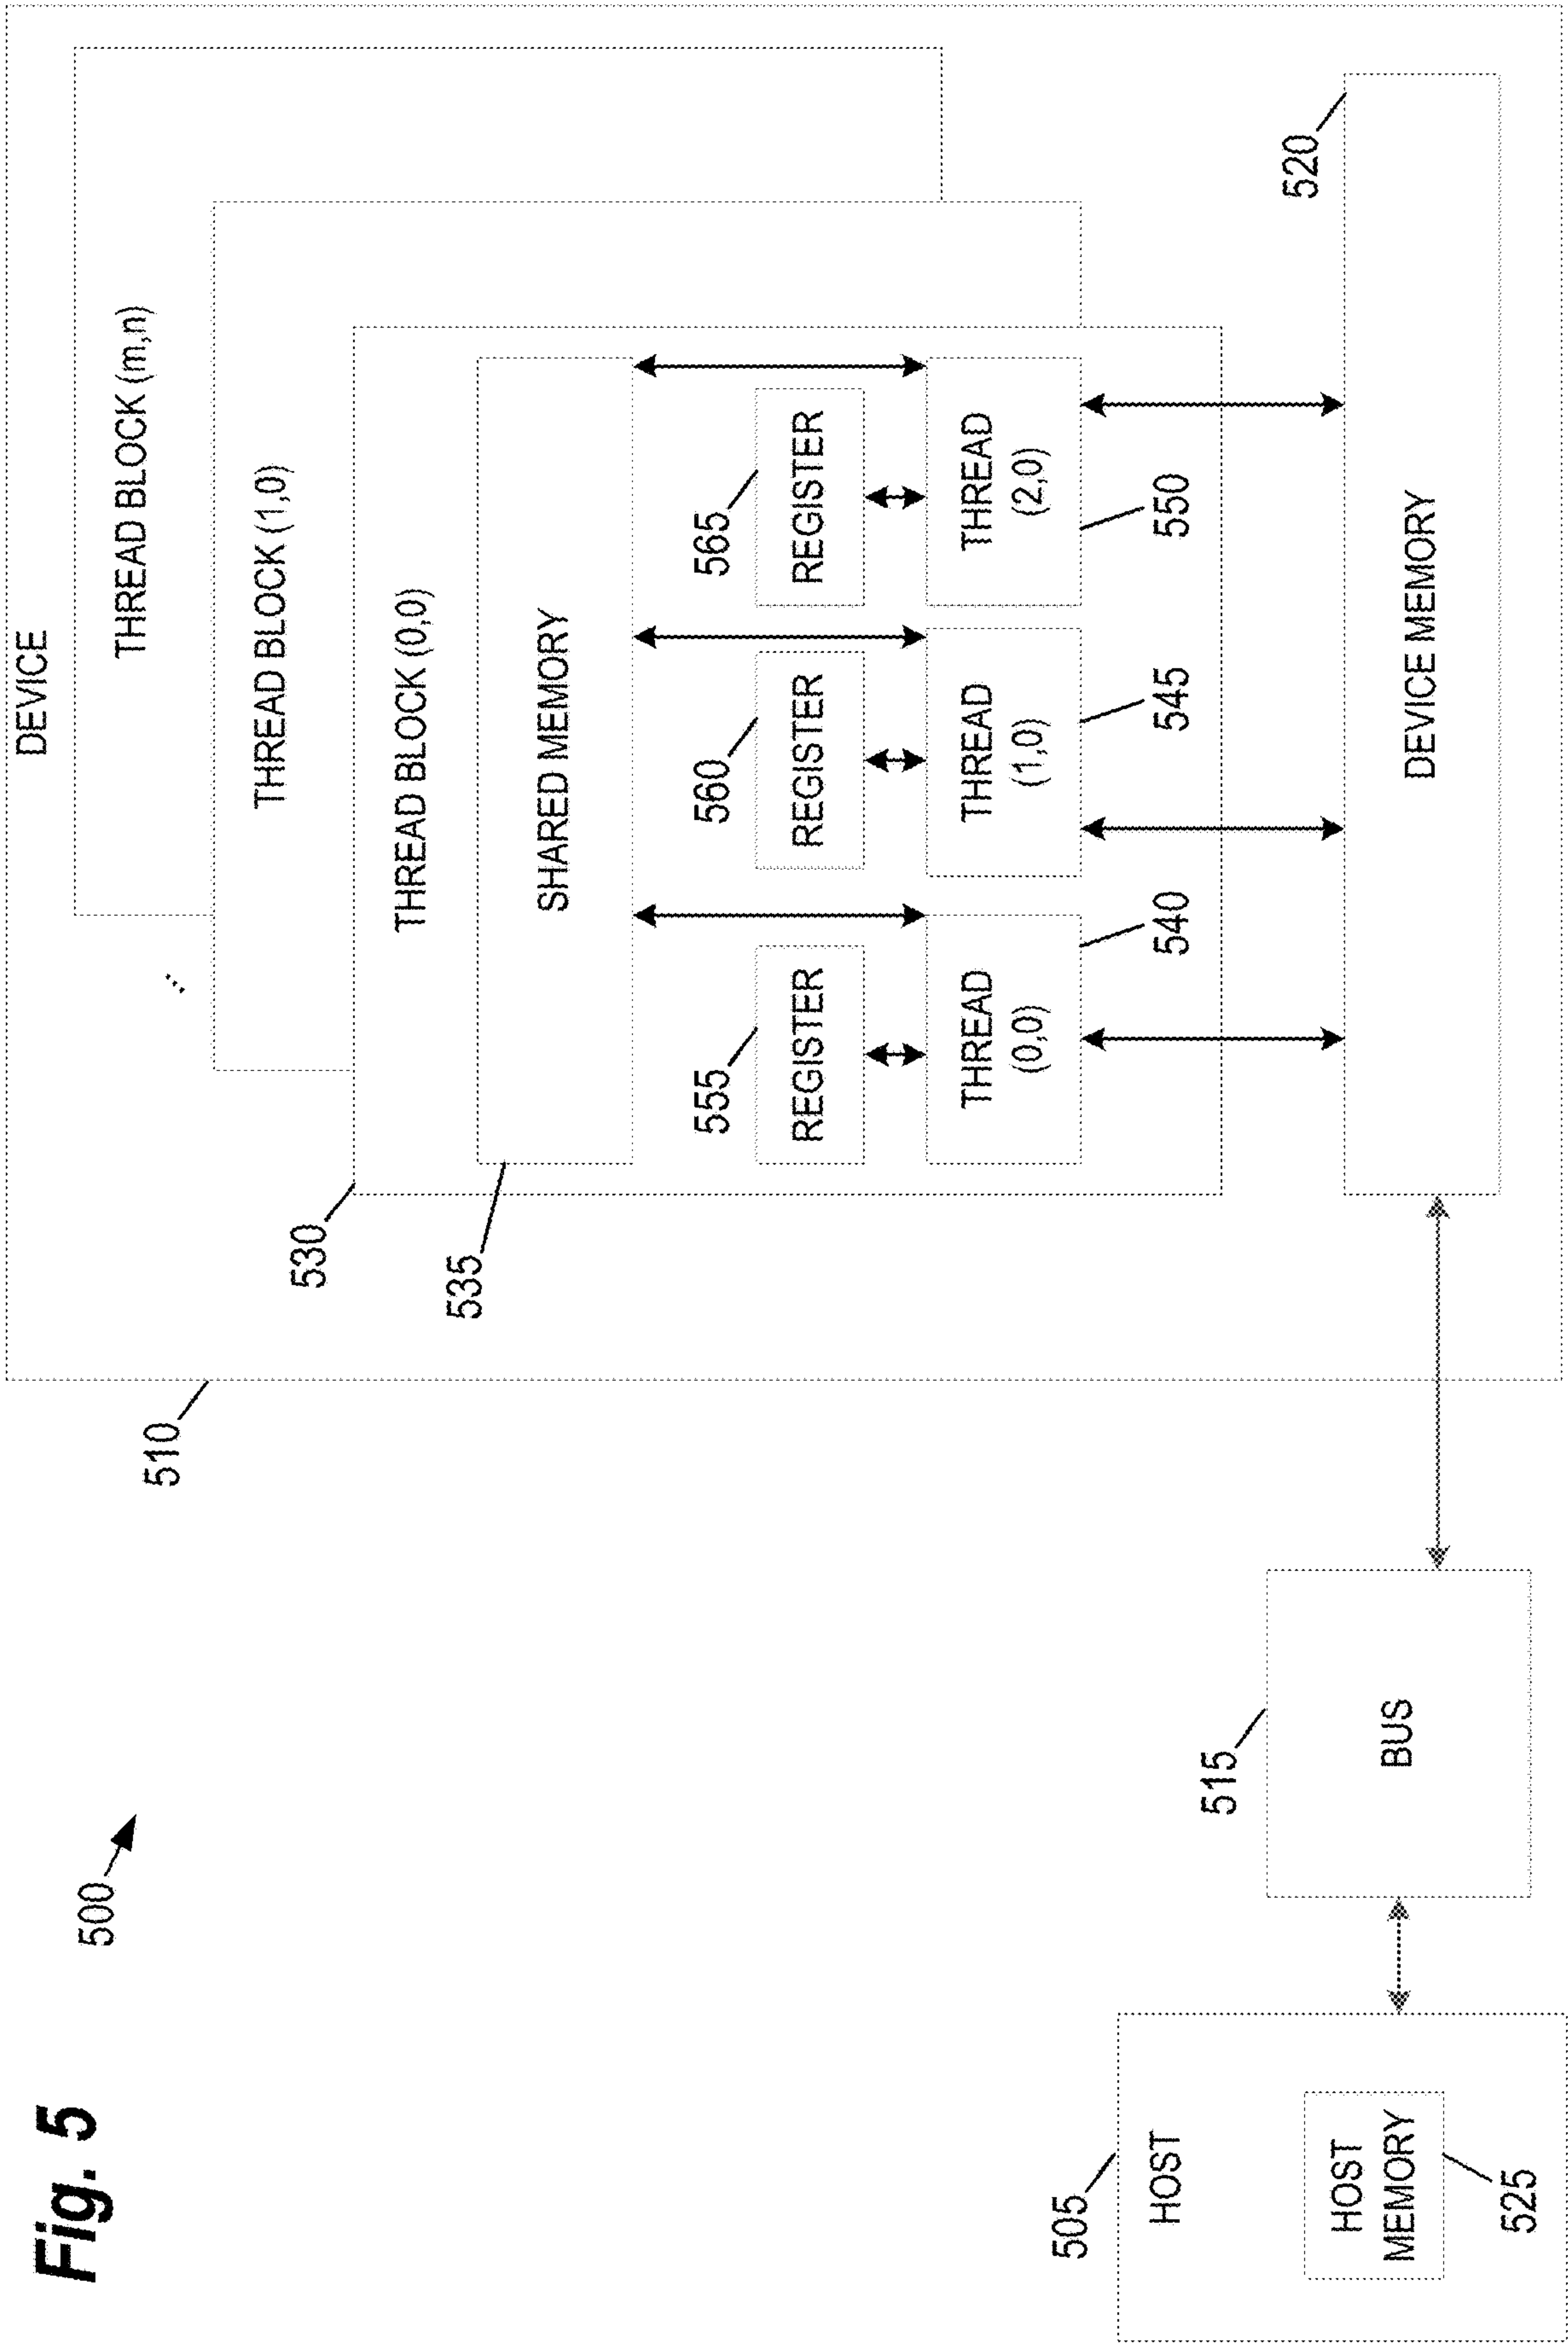 Fig. 5
500
DEVICE
510
THREAD BLOCK (m,n)
...
THREAD BLOCK (1,0)
530
THREAD BLOCK (0,0)
535
SHARED MEMORY
555
560
565
REGISTER
REGISTER
REGISTER
THREAD
(0,0)
THREAD
(1,0)
THREAD
(2,0)
540
545
550
520
DEVICE MEMORY
515
BUS
505
HOST
HOST
MEMORY
525